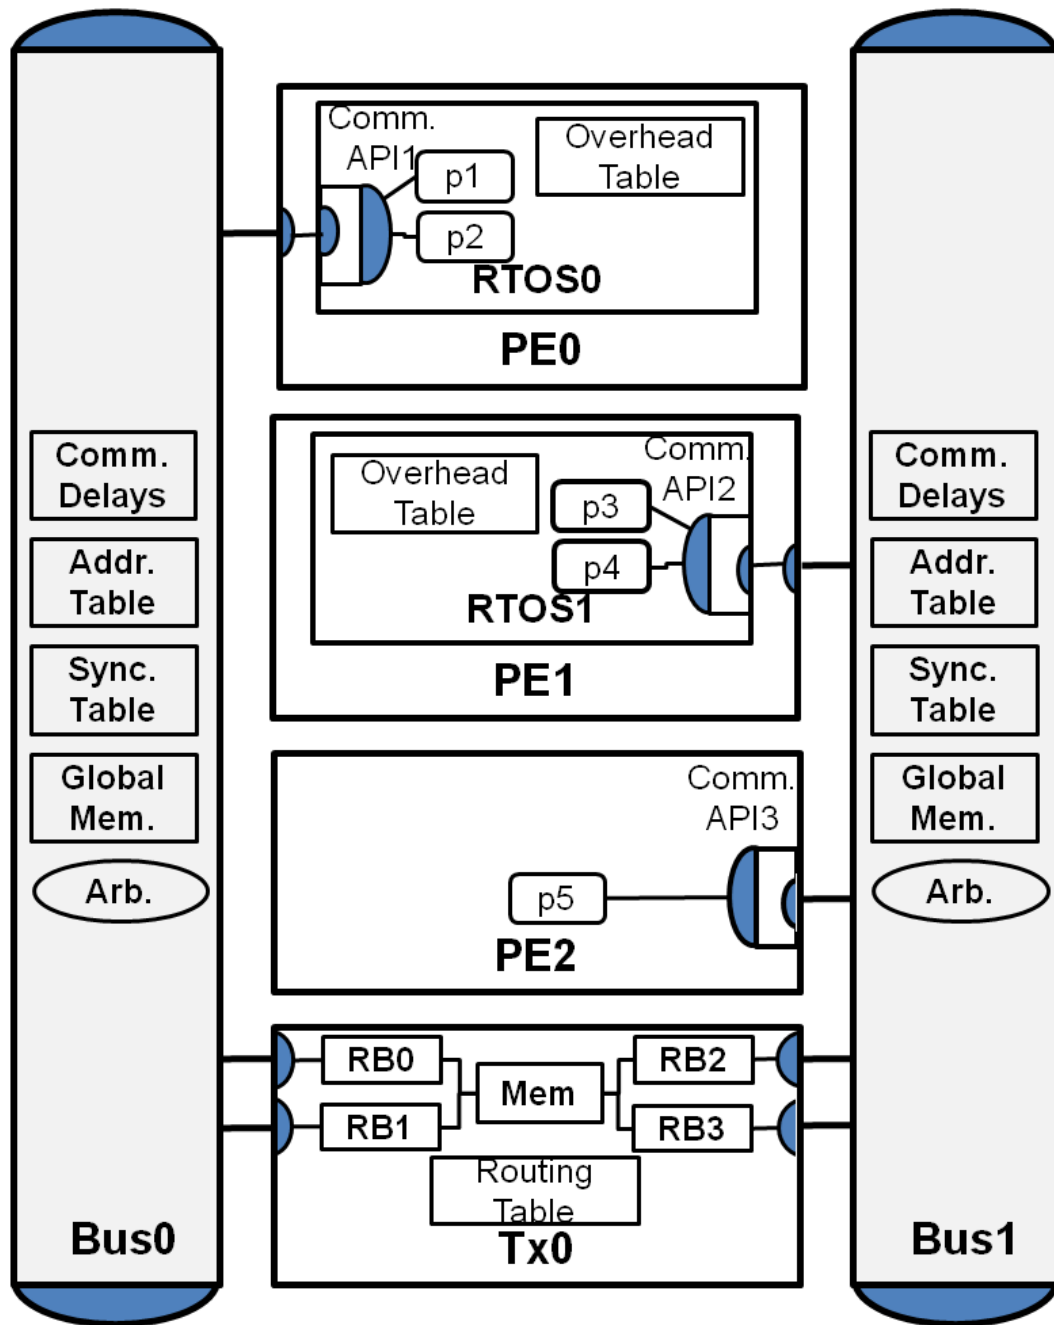 Comm.
API1
p1
p2
Overhead
Table
RTOS0
PE0
Comm.
Delays
Addr.
Table
Sync.
Table
Global
Mem.
Arb.
Bus0
Overhead
Table
Comm.
API2
p3
p4
RTOS1
PE1
Comm.
API3
p5
PE2
RB0
RB1
Mem
RB2
RB3
Routing
Table
Tx0
Comm.
Delays
Addr.
Table
Sync.
Table
Global
Mem.
Arb.
Bus1